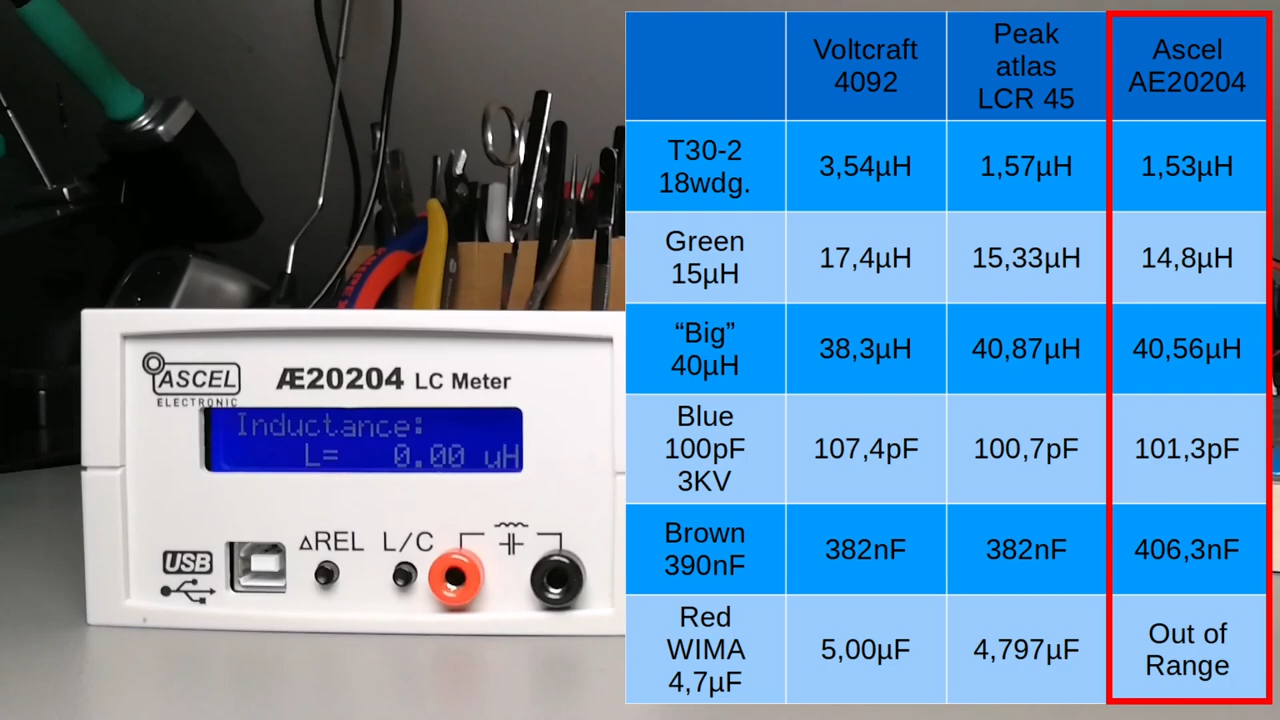 Voltcraft
4092
Peak
atlas
LCR 45
Ascel
AE20204
T30-2
18wdg.
3,54µH
1,57µH
1,53µH
Green
15µH
17,4µH
15,33µH
14,8µH
“Big”
40µH
38,3µH
40,87µH
40,56µH
Blue
100pF
3KV
107,4pF
100,7pF
101,3pF
Brown
390nF
382nF
382nF
406,3nF
Red
WIMA
4,7µF
5,00µF
4,797µF
Out of
Range
ASCEL
ELECTRONIC
Æ20204 LC Meter
Inductance:
L= 0.00 uH
USB
ΔREL
L/C